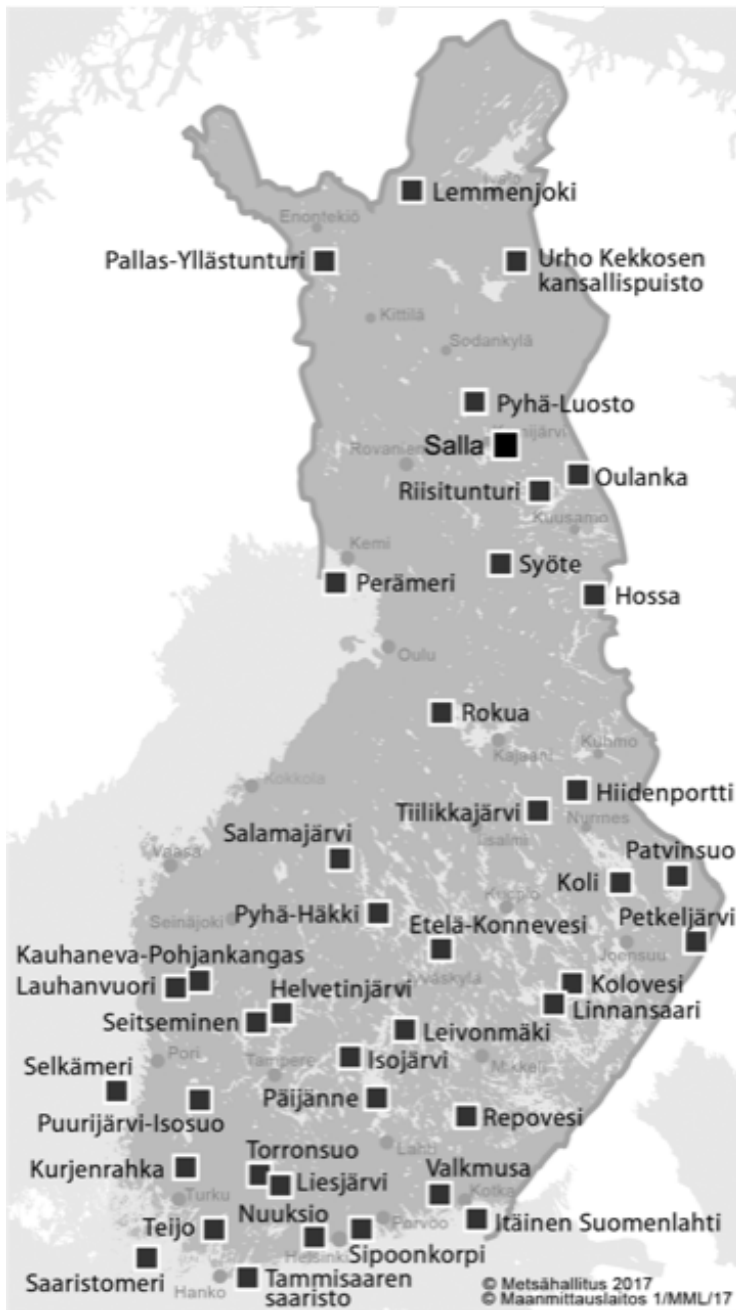 Ivalo
Lemmenjoki
Enontekiö
Pallas-Yllästunturi
Urho Kekkosen
kansallispuisto
Kittilä
Sodankylä
Pyhä-Luosto
Salla
Rovaniemi
Oulanka
Riisitunturi
Kuusamo
Kemi
Syöte
Perämeri
Hossa
Oulu
Rokua
Kajaani
Kuhmo
Kokkola
Hiidenportti
Tiilikkajärvi
Nurmes
Iisalmi
Salamajärvi
Patvinsuo
Vaasa
Koli
Kuopio
Pyhä-Häkki
Petkeljärvi
Seinäjoki
Etelä-Konnevesi
Joensuu
Kauhaneva-Pohjankangas
Jyväskylä
Kolovesi
Lauhanvuori
Helvetinjärvi
Linnansaari
Seitseminen
Leivonmäki
Pori
Isojärvi
Mikkeli
Selkämeri
Tampere
Päijänne
Puurijärvi-Isosuo
Repovesi
Torronsuo
Lahti
Kurjenrahka
Liesjärvi
Valkmusa
Turku
Kotka
Nuuksio
Porvoo
Itäinen Suomenlahti
Teijo
Helsinki
Sipoonkorpi
Saaristomeri
Hanko
Tammisaaren
saaristo
© Metsähallitus 2017
© Maanmittauslaitos 1/MML/17